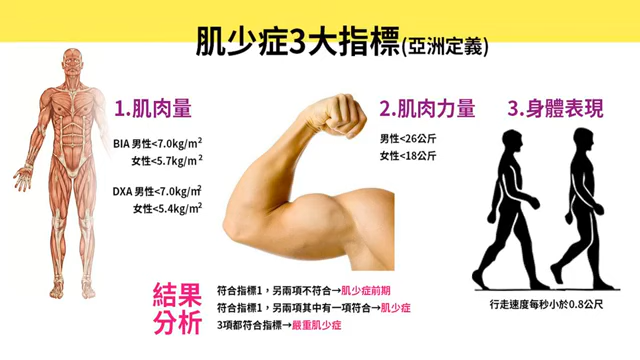 肌少症3大指標(亞洲定義)
1.肌肉量
BIA 男性<7.0kg/m²
女性<5.7kg/m²
DXA 男性<7.0kg/m²
女性<5.4kg/m²
2.肌肉力量
男性<26公斤
女性<18公斤
3.身體表現
行走速度每秒小於0.8公尺
結果
分析
符合指標1，另兩項不符合→肌少症前期
符合指標1，另兩項其中有一項符合→肌少症
3項都符合指標→嚴重肌少症